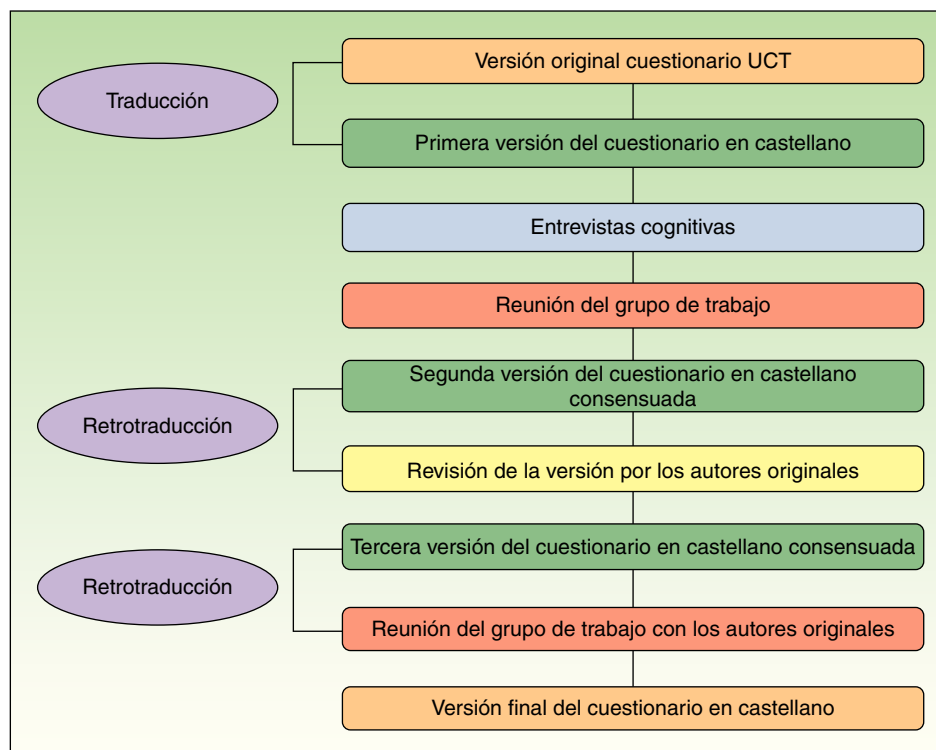 Versión original cuestionario UCT
Traducción
Primera versión del cuestionario en castellano
Entrevistas cognitivas
Reunión del grupo de trabajo
Segunda versión del cuestionario en castellano
consensuada
Retrotraducción
Revisión de la versión por los autores originales
Tercera versión del cuestionario en castellano consensuada
Retrotraducción
Reunión del grupo de trabajo con los autores originales
Versión final del cuestionario en castellano